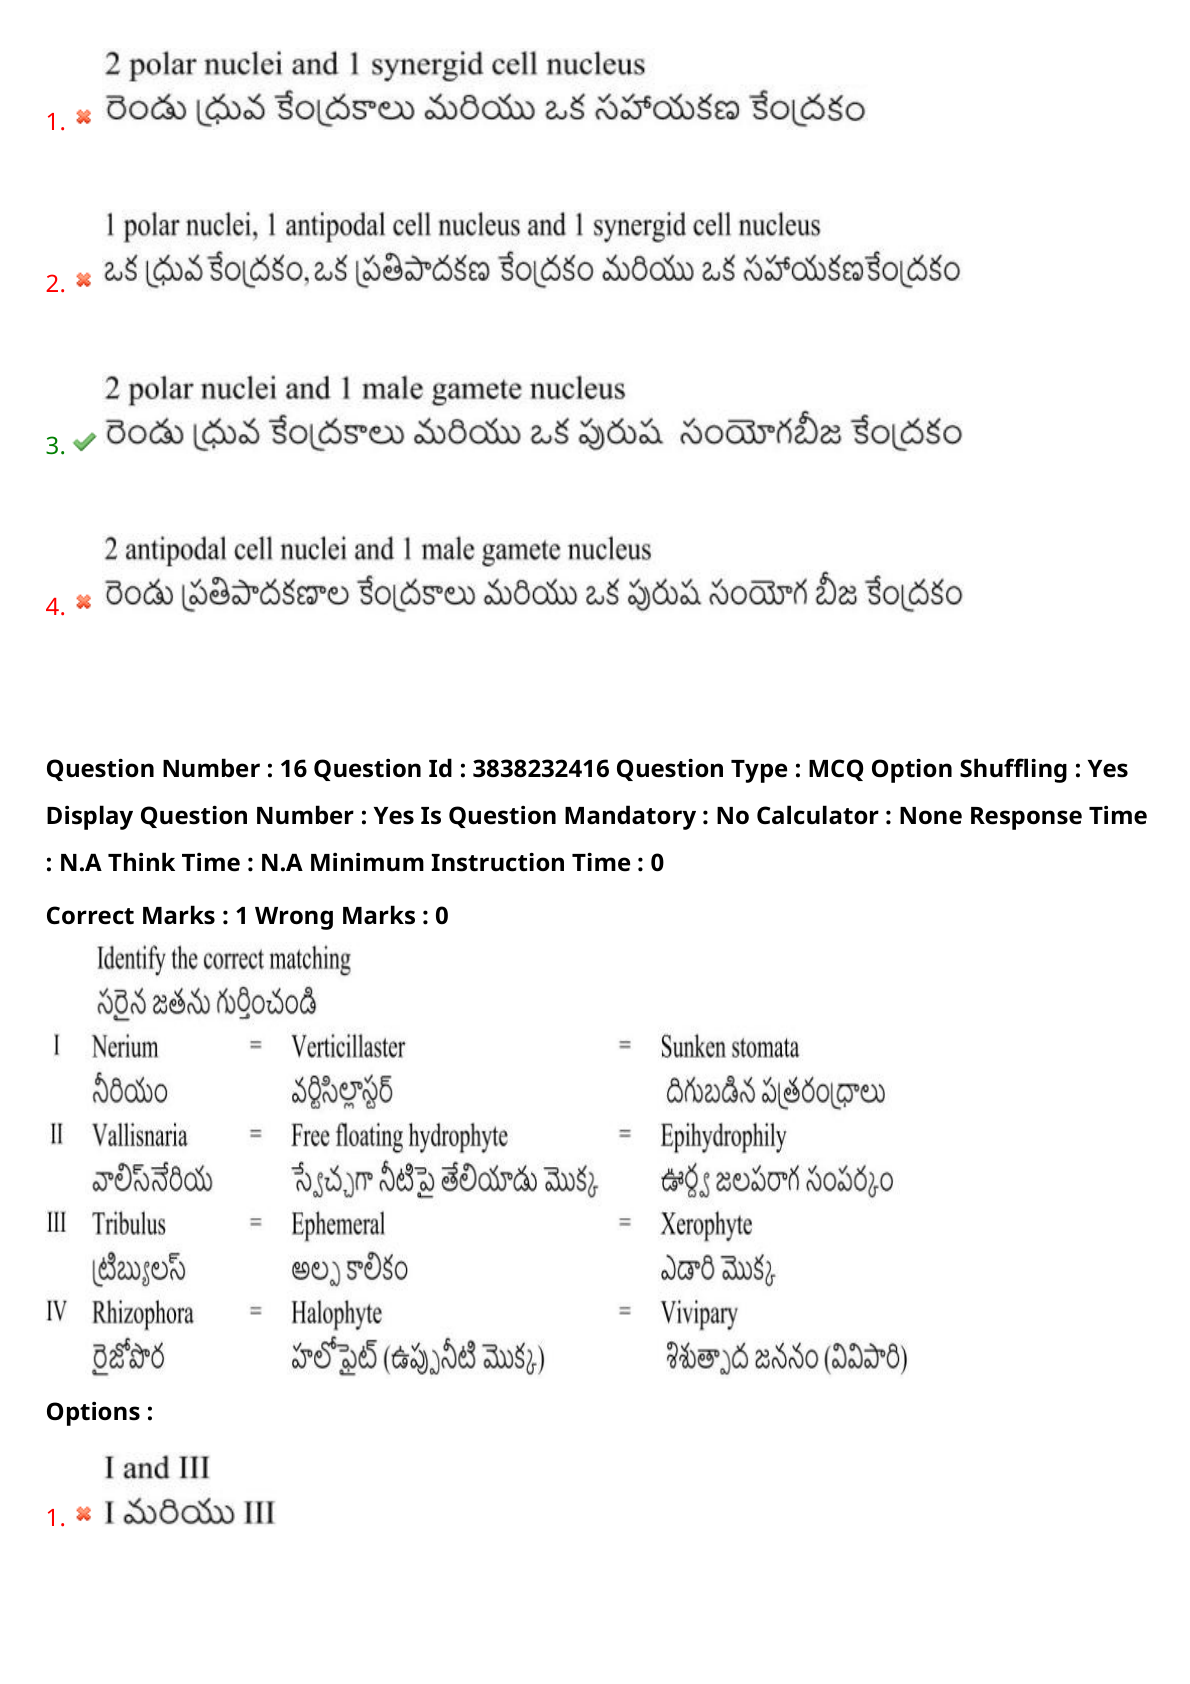 2 polar nuclei and 1 synergid cell nucleus
1. రెండు ధ్రువ కేంద్రకాలు మరియు ఒక సహాయకణ కేంద్రకం
1 polar nuclei, 1 antipodal cell nucleus and 1 synergid cell nucleus
2. ఒక ధ్రువ కేంద్రకం, ఒక ప్రతిపాదకణ కేంద్రకం మరియు ఒక సహాయకణకేంద్రకం
2 polar nuclei and 1 male gamete nucleus
3. రెండు ధ్రువ కేంద్రకాలు మరియు ఒక పురుష సంయోగబీజ కేంద్రకం
2 antipodal cell nuclei and 1 male gamete nucleus
4. రెండు ప్రతిపాదకణాల కేంద్రకాలు మరియు ఒక పురుష సంయోగ బీజ కేంద్రకం
Question Number : 16 Question Id : 3838232416 Question Type : MCQ Option Shuffling : Yes
Display Question Number : Yes Is Question Mandatory : No Calculator : None Response Time
: N.A Think Time : N.A Minimum Instruction Time : 0
Correct Marks : 1 Wrong Marks : 0
Identify the correct matching
సరైన జతను గుర్తించండి
I Nerium = Verticillaster = Sunken stomata
నీరియం వర్టిసిల్లాస్టర్ దిగుబడిన పత్రరంధ్రాలు
II Vallisnaria = Free floating hydrophyte = Epihydrophily
వాలిస్‌నేరియ స్వేచ్ఛగా నీటిపై తేలియాడు మొక్క ఊర్ధ్వ జలపరాగ సంపర్కం
III Tribulus = Ephemeral = Xerophyte
ట్రిబ్యులస్ అల్ప కాలికం ఎడారి మొక్క
IV Rhizophora = Halophyte = Vivipary
రైజోపొర హలోఫైట్ (ఉప్పునీటి మొక్క) శిశుత్పాద జననం (వివిపారి)
Options :
I and III
1. I మరియు III